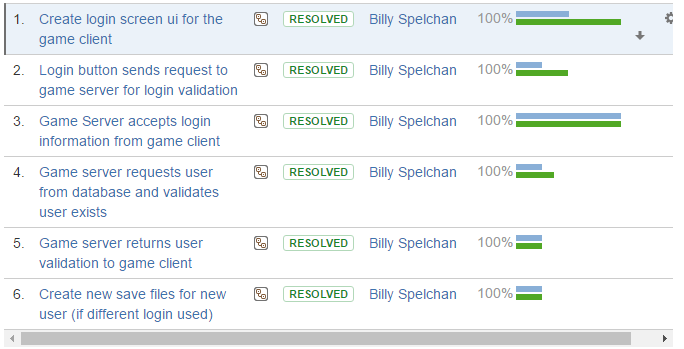 1. Create login screen ui for the RESOLVED Billy Spelchan 100%
game client
2. Login button sends request to RESOLVED Billy Spelchan 100%
game server for login validation
3. Game Server accepts login RESOLVED Billy Spelchan 100%
information from game client
4. Game server requests user RESOLVED Billy Spelchan 100%
from database and validates
user exists
5. Game server returns user RESOLVED Billy Spelchan 100%
validation to game client
6. Create new save files for new RESOLVED Billy Spelchan 100%
user (if different login used)